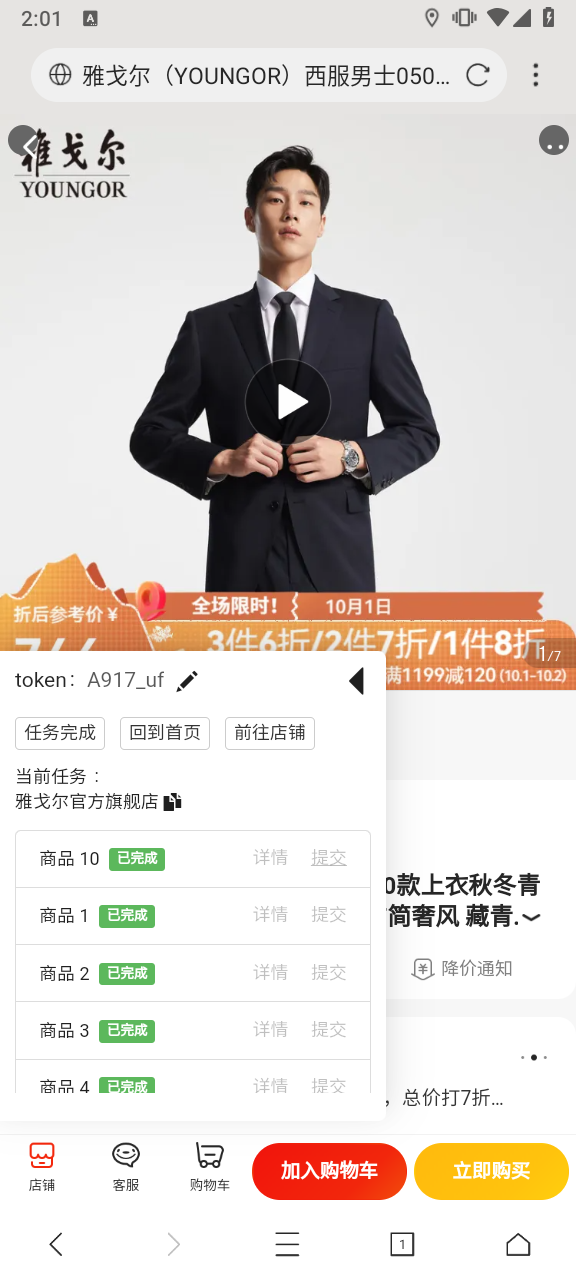 2:01
A
雅戈尔（YOUNGOR）西服男士050...
雅戈尔
YOUNGOR
折后参考价¥
全场限时！
10月1日
3件6折/2件7折/1件8折
满1199减120 (10.1-10.2)
1/7
token： A917_uf
任务完成 回到首页 前往店铺
当前任务：
雅戈尔官方旗舰店
商品 10 已完成 详情 提交
商品 1 已完成 详情 提交
商品 2 已完成 详情 提交
商品 3 已完成 详情 提交
商品 4 已完成 详情 提交
0款上衣秋冬青
简奢风 藏青.
降价通知
，总价打7折...
店铺 客服 购物车 加入购物车 立即购买
1